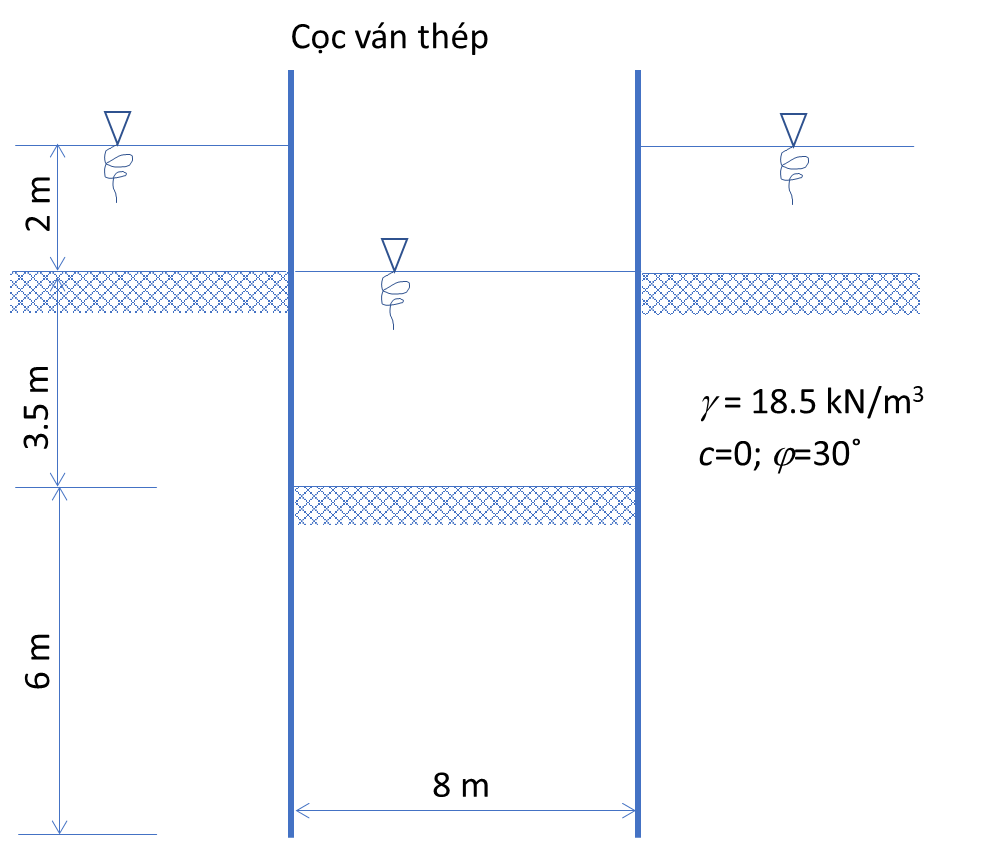 Cọc ván thép
2 m
3.5 m
γ = 18.5 kN/m³
c=0; φ=30˚
6 m
8 m